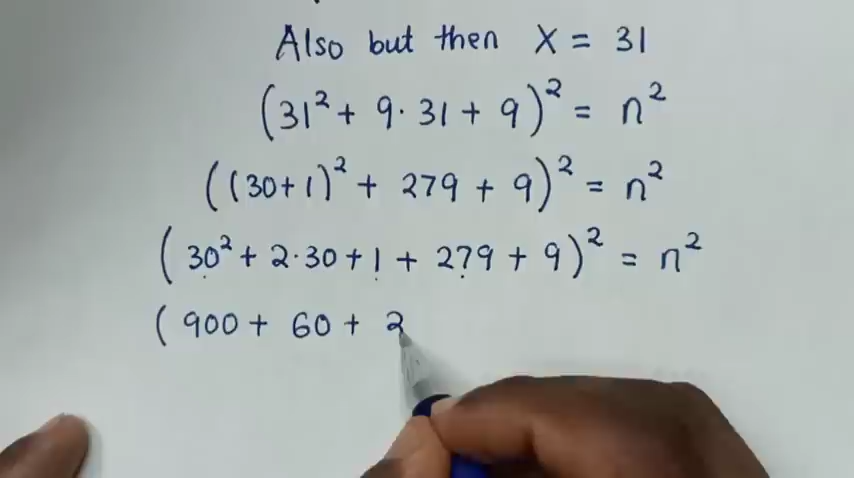 Also but then X = 31
(31² + 9·31 + 9)² = n²
((30+1)² + 279 + 9)² = n²
(30² + 2·30 + 1 + 279 + 9)² = n²
(900 + 60 + 2